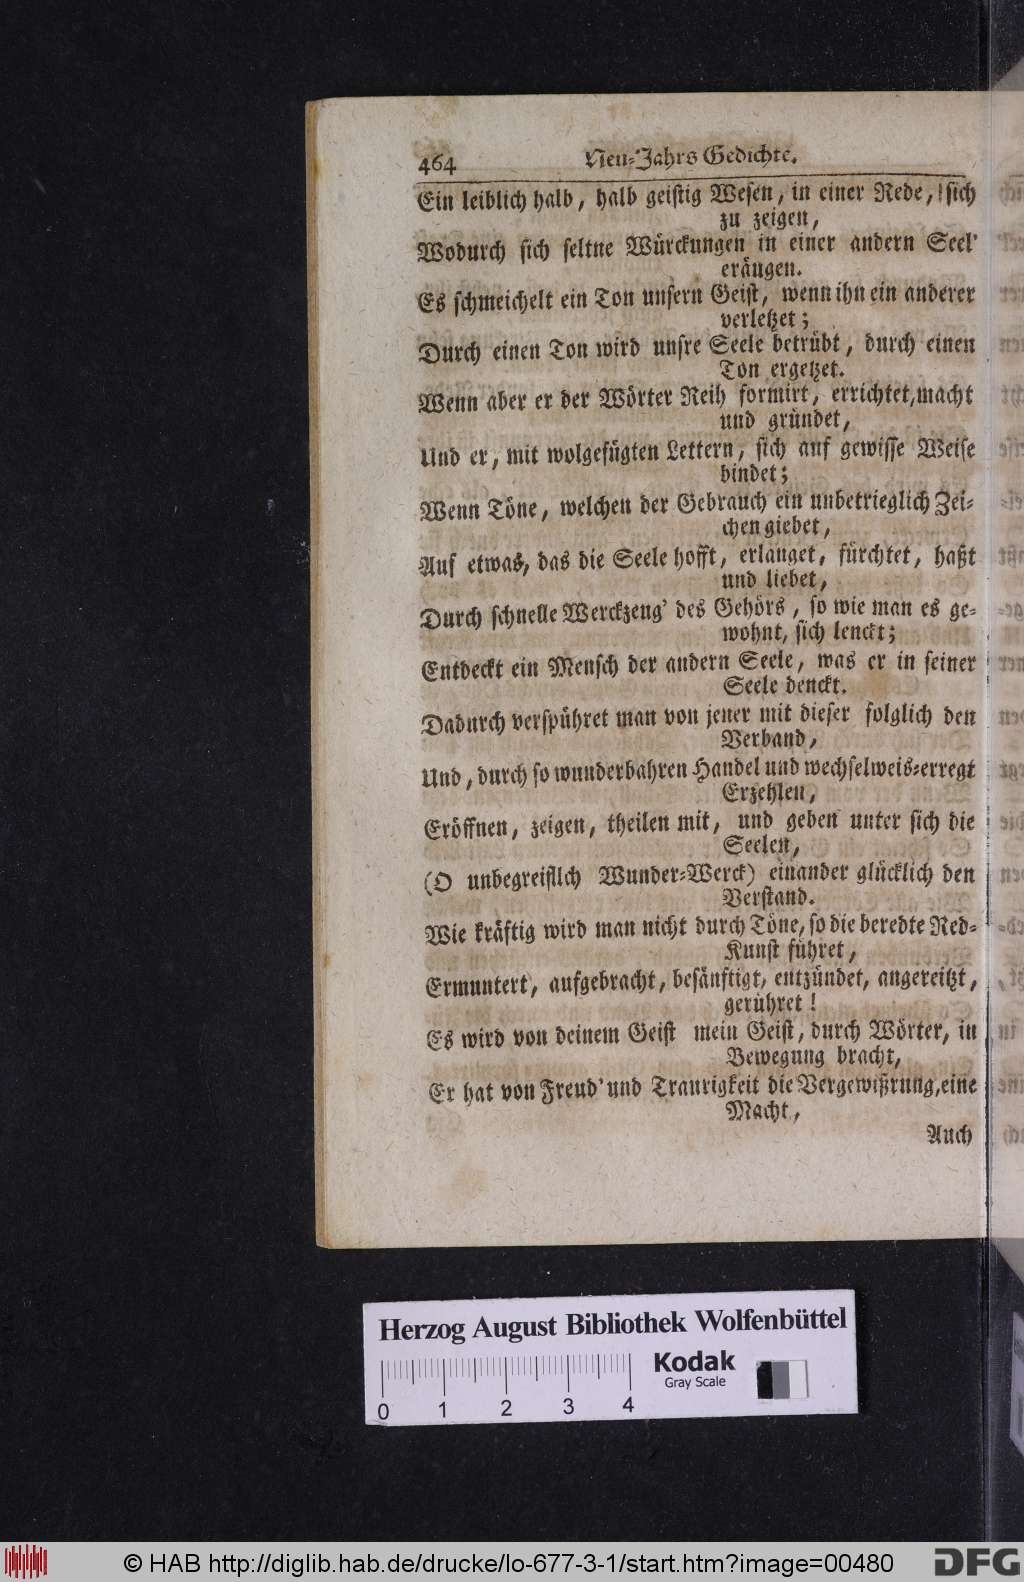 464 Neu-Jahrs Gedichte.
Ein leiblich halb, halb geistig Wesen, in einer Rede, sich
zu zeigen,
Wodurch sich seltne Würckungen in einer andern Seel'
eräugen.
Es schmeichelt ein Ton unsern Geist, wenn ihn ein anderer
verletzet;
Durch einen Ton wird unsre Seele betrübt, durch einen
Ton ergetzet.
Wenn aber er der Wörter Reih formirt, errichtet, macht
und gründet,
Und er, mit wolgefügten Lettern, sich auf gewisse Weise
bindet;
Wenn Töne, welchen der Gebrauch ein unbetrieglich Zei-
chen giebet,
Auf etwas, das die Seele hofft, erlanget, fürchtet, haßt
und liebet,
Durch schnelle Werckzeug' des Gehörs, so wie man es ge-
wohnt, sich lenckt;
Entdeckt ein Mensch der andern Seele, was er in seiner
Seele denckt.
Dadurch verspühret man von jener mit dieser folglich den
Verband,
Und, durch so wunderbahren Handel und wechselweis-erregt
Erzehlen,
Eröffnen, zeigen, theilen mit, und geben unter sich die
Seelen,
(O unbegreifllch Wunder-Werck) einander glücklich den
Verstand.
Wie kräftig wird man nicht durch Töne, so die beredte Red-
Kunst führet,
Ermuntert, aufgebracht, besänftigt, entzündet, angereitzt,
gerühret!
Es wird von deinem Geist mein Geist, durch Wörter, in
Bewegung bracht,
Er hat von Freud' und Traurigkeit die Vergewißrung, eine
Macht,
Auch
Herzog August Bibliothek Wolfenbüttel
Kodak
Gray Scale
0 1 2 3 4
© HAB http://diglib.hab.de/drucke/lo-677-3-1/start.htm?image=00480
DFG